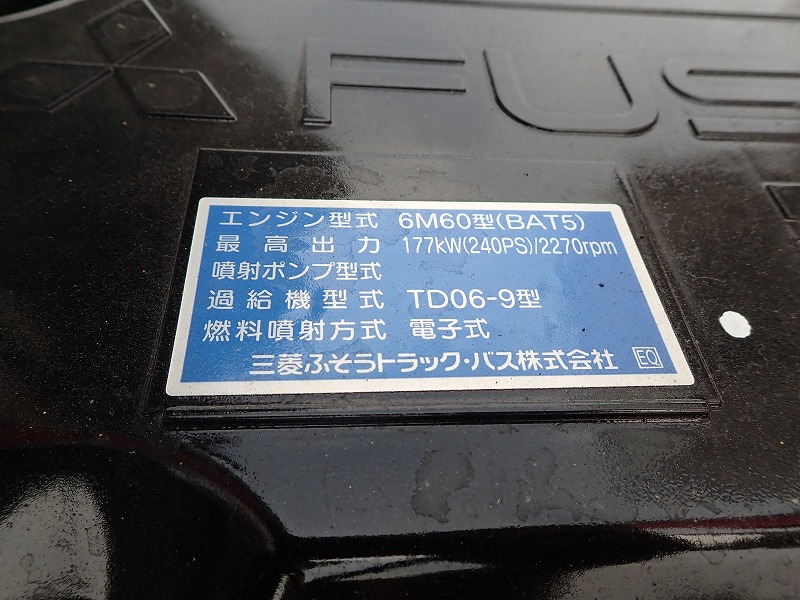 FUS
エンジン型式 6M60型(BAT5)
最高出力 177kW(240PS)/2270rpm
噴射ポンプ型式
過給機型式 TD06-9型
燃料噴射方式 電子式
三菱ふそうトラック・バス株式会社 EQ